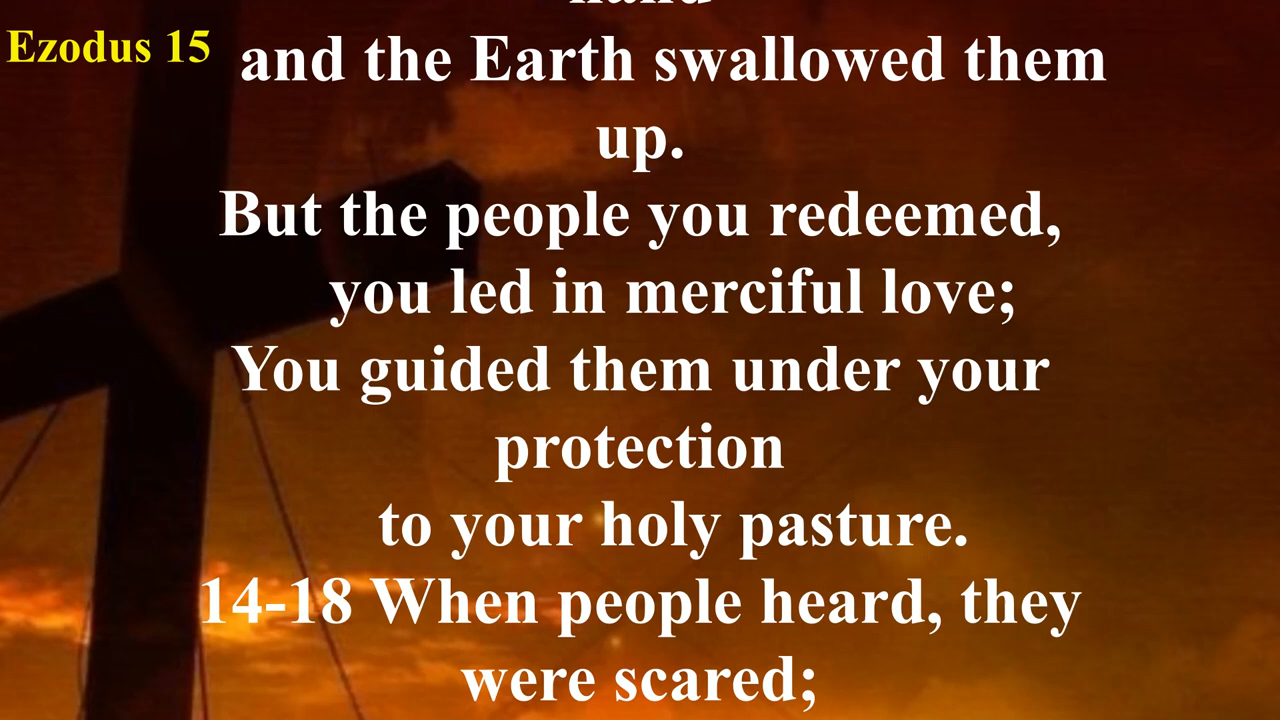 hand
Ezodus 15
and the Earth swallowed them
up.
But the people you redeemed,
you led in merciful love;
You guided them under your
protection
to your holy pasture.
14-18 When people heard, they
were scared;